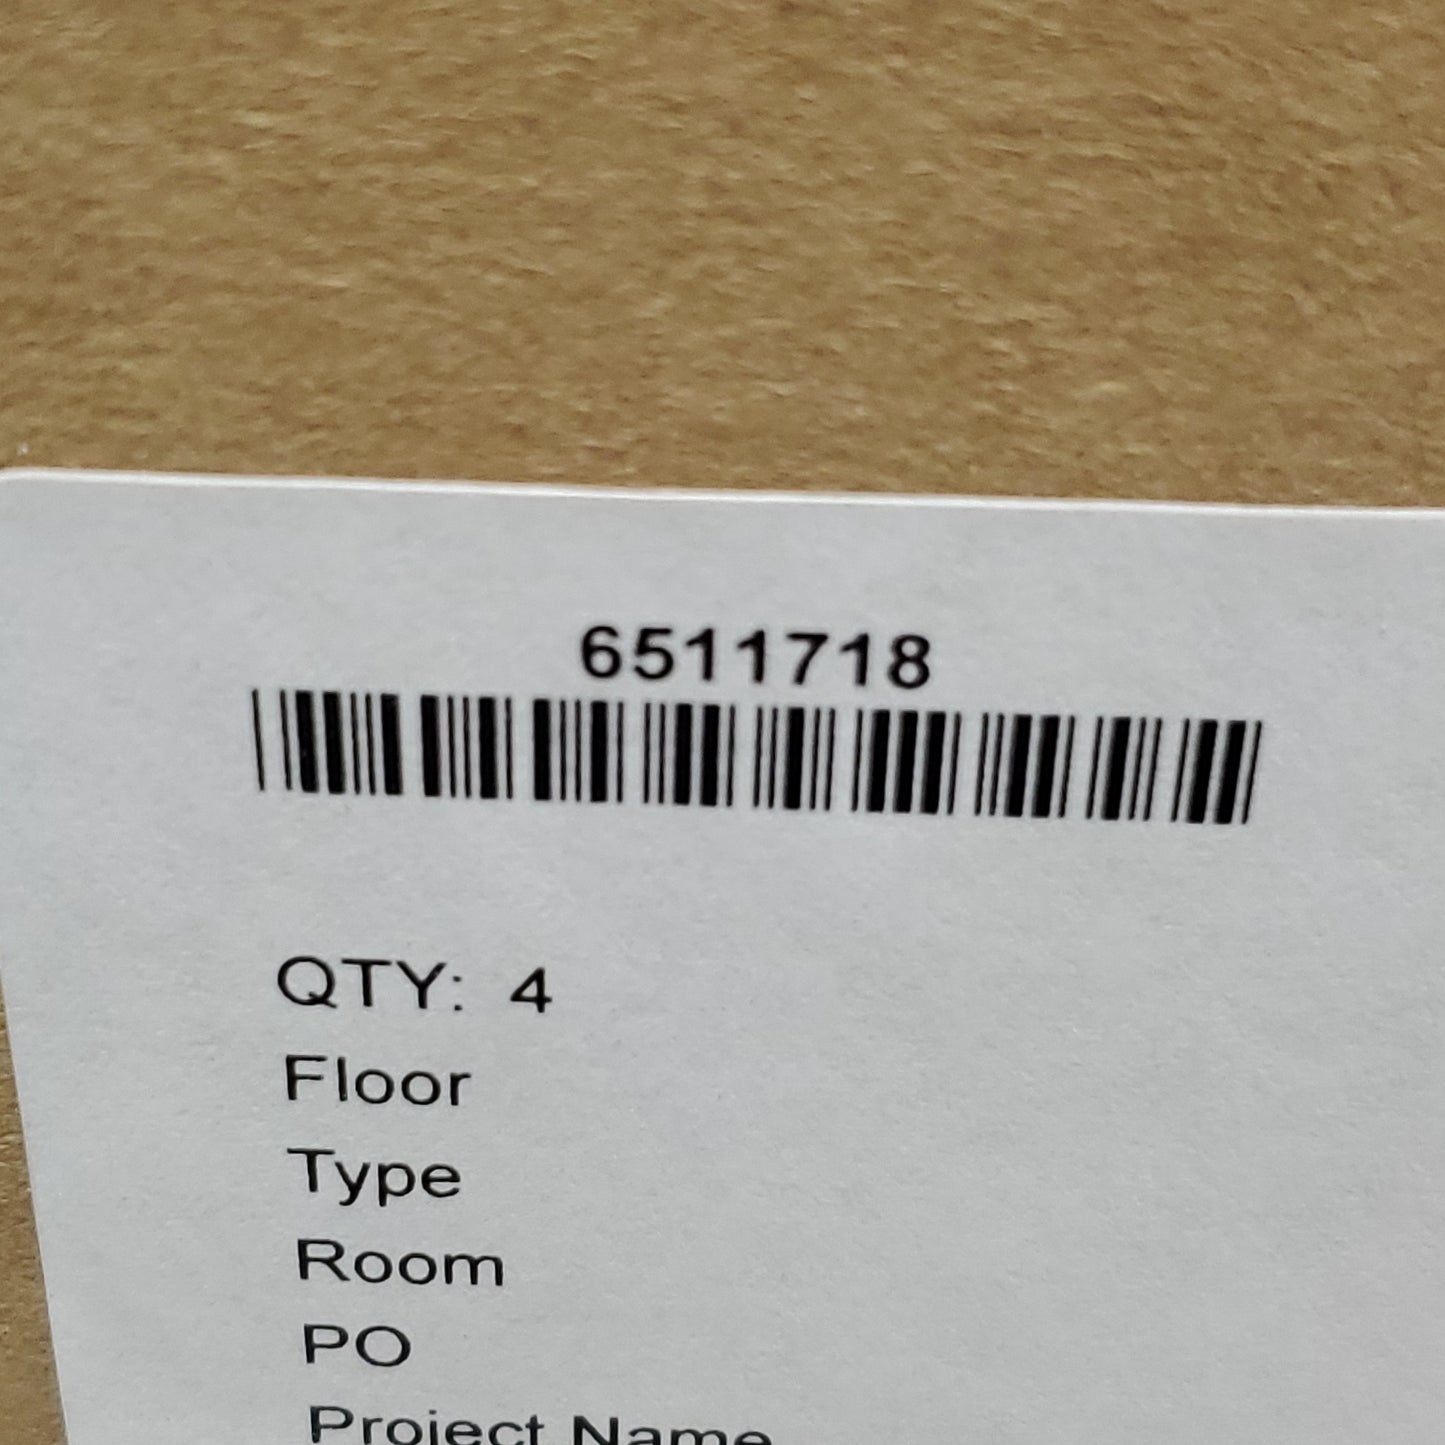 6511718
QTY: 4
Floor
Type
Room
PO
Project Name